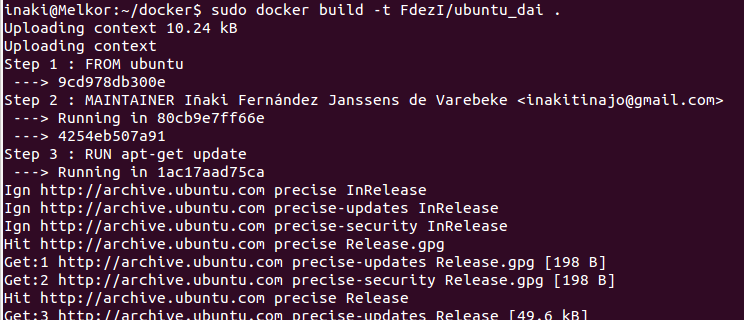 inaki@Melkor:~/docker$ sudo docker build -t FdezI/ubuntu_dai .
Uploading context 10.24 kB
Uploading context
Step 1 : FROM ubuntu
 ---> 9cd978db300e
Step 2 : MAINTAINER Iñaki Fernández Janssens de Varebeke <inakitinajo@gmail.com>
 ---> Running in 80cb9e7ff66e
 ---> 4254eb507a91
Step 3 : RUN apt-get update
 ---> Running in 1ac17aad75ca
Ign http://archive.ubuntu.com precise InRelease
Ign http://archive.ubuntu.com precise-updates InRelease
Ign http://archive.ubuntu.com precise-security InRelease
Hit http://archive.ubuntu.com precise Release.gpg
Get:1 http://archive.ubuntu.com precise-updates Release.gpg [198 B]
Get:2 http://archive.ubuntu.com precise-security Release.gpg [198 B]
Hit http://archive.ubuntu.com precise Release
Get:3 http://archive.ubuntu.com precise-updates Release [49.6 kB]